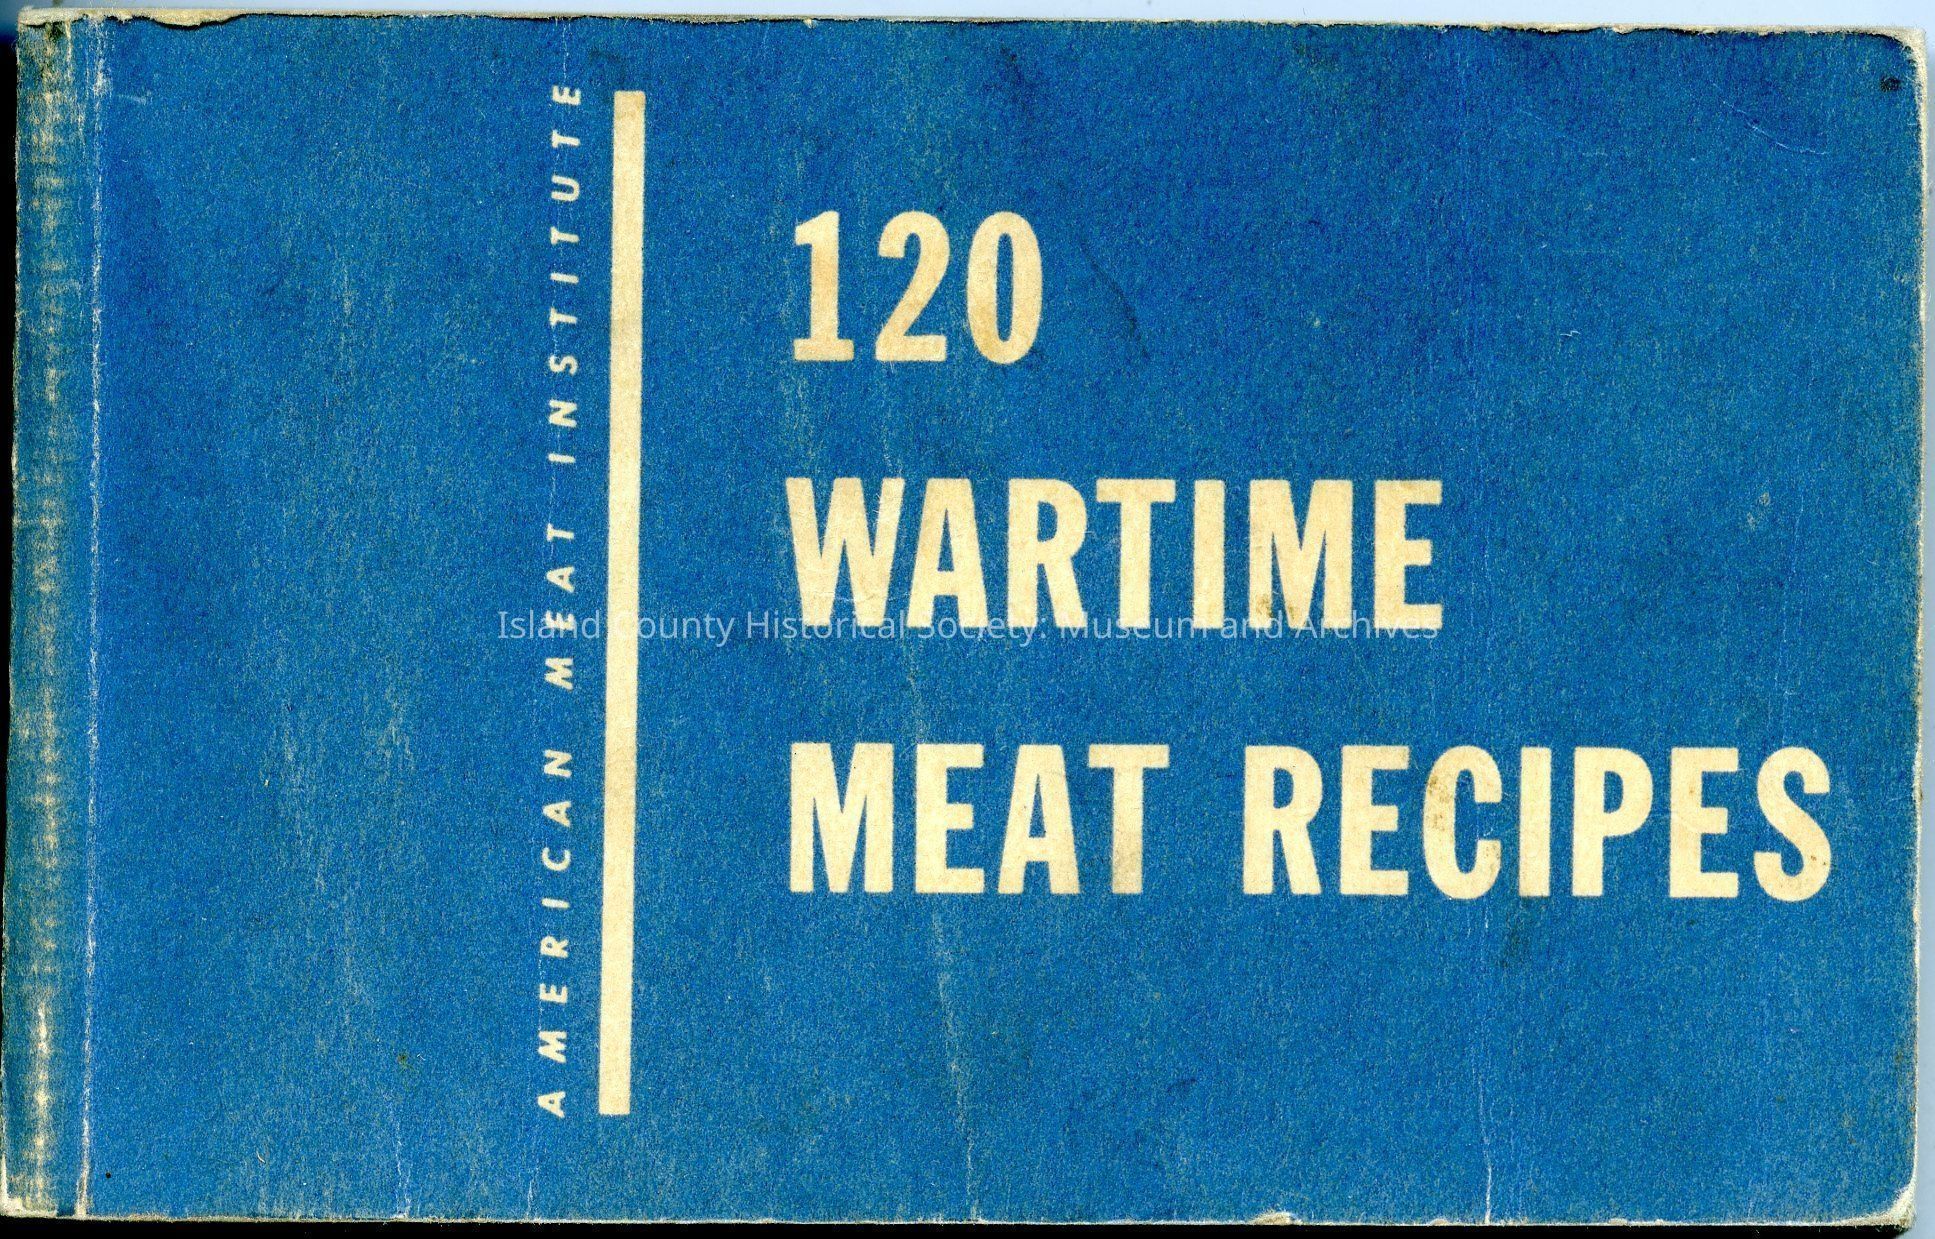 AMERICAN MEAT INSTITUTE
120
WARTIME
MEAT RECIPES
Island County Historical Society: Museum and Archives